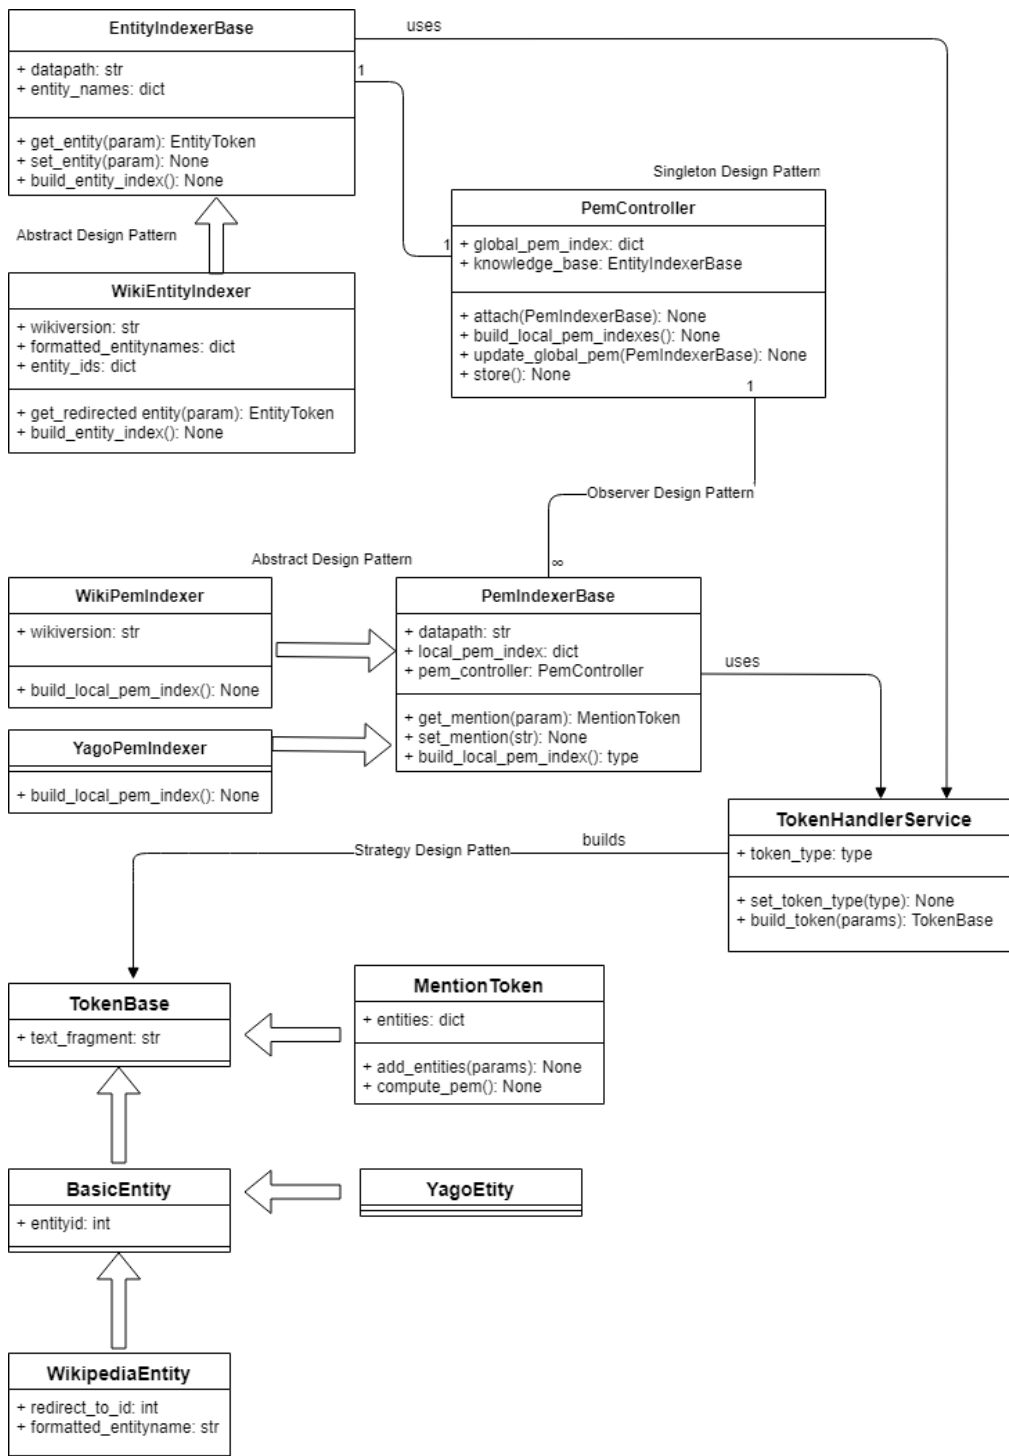 EntityIndexerBase
+ datapath: str
+ entity_names: dict
+ get_entity(param): EntityToken
+ set_entity(param): None
+ build_entity_index(): None
uses
1
Abstract Design Pattern
Singleton Design Pattern
PemController
1
+ global_pem_index: dict
+ knowledge_base: EntityIndexerBase
+ attach(PemIndexerBase): None
+ build_local_pem_indexes(): None
+ update_global_pem(PemIndexerBase): None
+ store(): None
1
WikiEntityIndexer
+ wikiversion: str
+ formatted_entitynames: dict
+ entity_ids: dict
+ get_redirected entity(param): EntityToken
+ build_entity_index(): None
Observer Design Pattern
∞
Abstract Design Pattern
WikiPemIndexer
+ wikiversion: str
+ build_local_pem_index(): None
PemIndexerBase
+ datapath: str
+ local_pem_index: dict
+ pem_controller: PemController
+ get_mention(param): MentionToken
+ set_mention(str): None
+ build_local_pem_index(): type
uses
YagoPemIndexer
+ build_local_pem_index(): None
TokenHandlerService
+ token_type: type
+ set_token_type(type): None
+ build_token(params): TokenBase
builds
Strategy Design Patten
TokenBase
+ text_fragment: str
MentionToken
+ entities: dict
+ add_entities(params): None
+ compute_pem(): None
BasicEntity
+ entityid: int
YagoEtity
WikipediaEntity
+ redirect_to_id: int
+ formatted_entityname: str